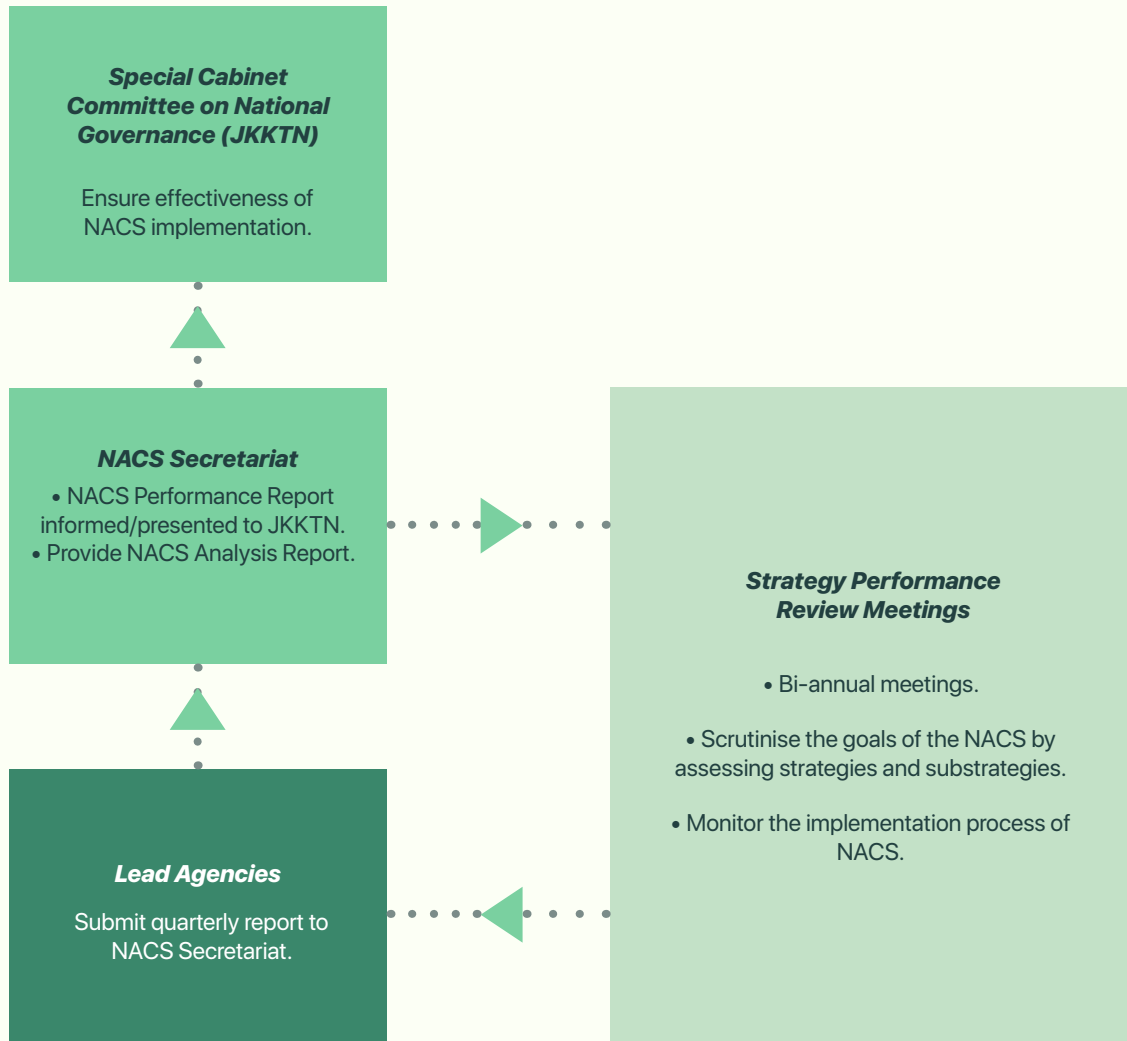 Special Cabinet
Committee on National
Governance (JKKTN)
Ensure effectiveness of
NACS implementation.
NACS Secretariat
• NACS Performance Report
informed/presented to JKKTN.
• Provide NACS Analysis Report.
Strategy Performance
Review Meetings
• Bi-annual meetings.
• Scrutinise the goals of the NACS by
assessing strategies and substrategies.
• Monitor the implementation process of
NACS.
Lead Agencies
Submit quarterly report to
NACS Secretariat.